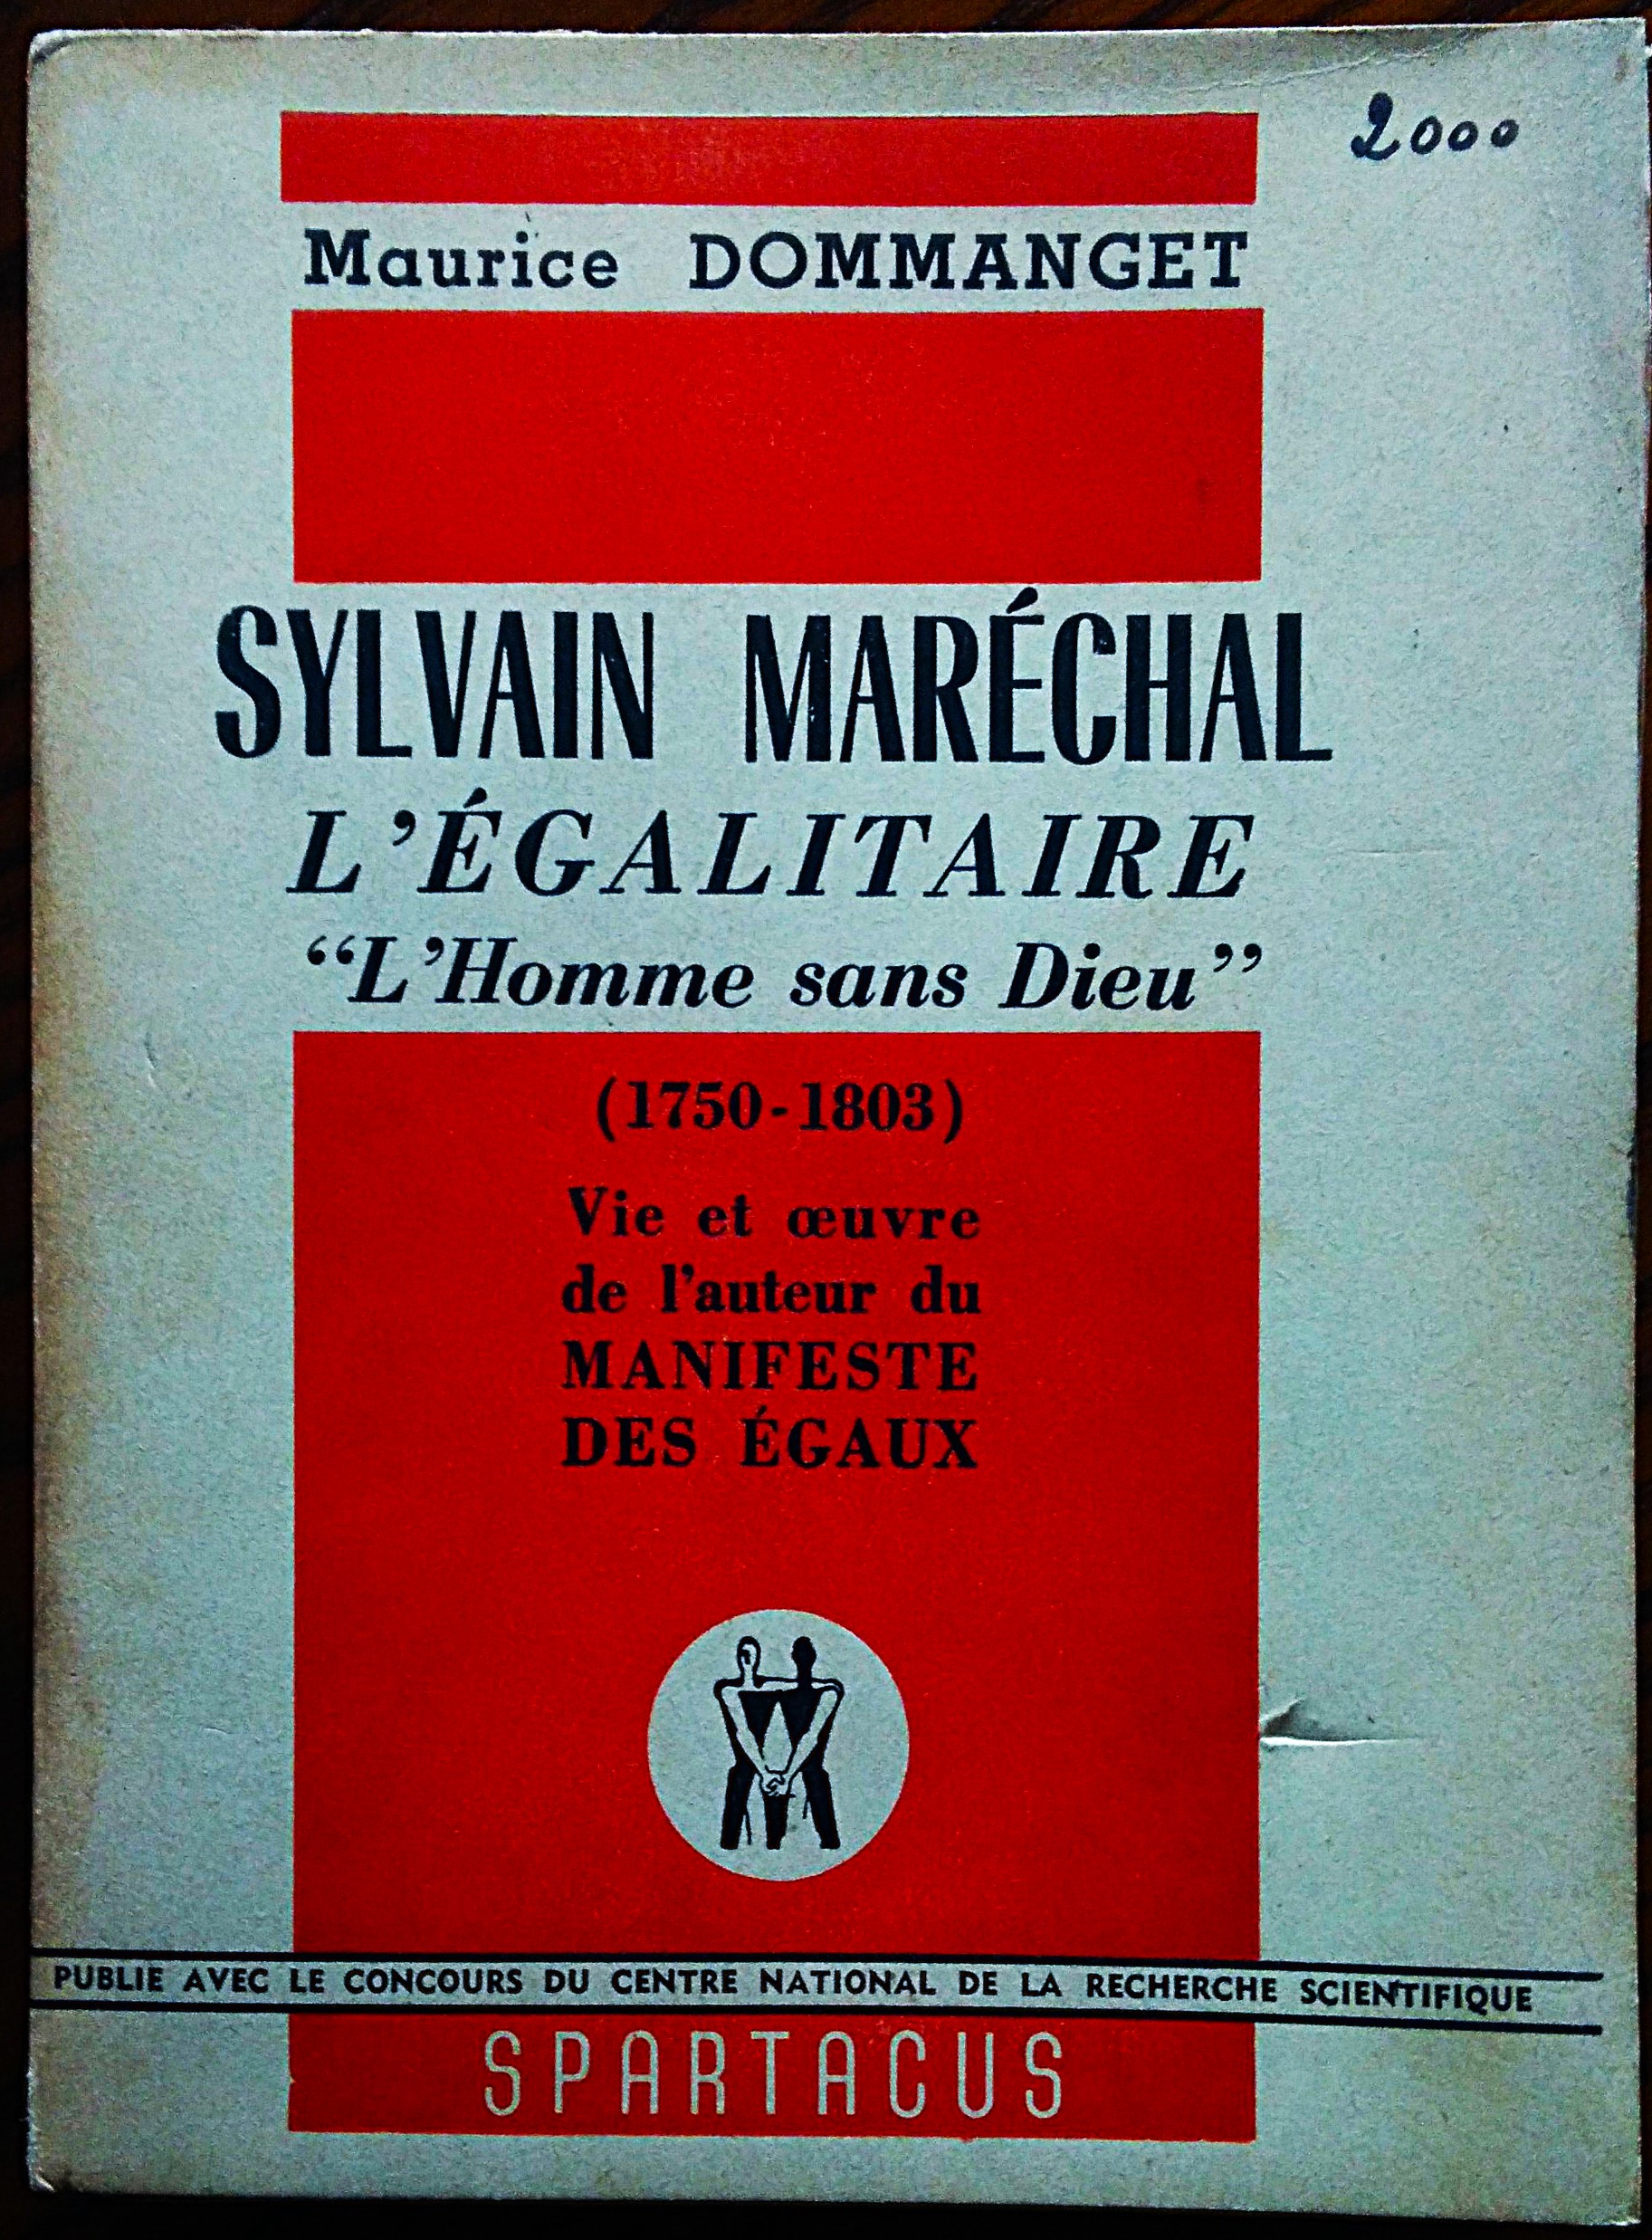 2000
Maurice DOMMANGET
SYLVAIN MARÉCHAL
L'ÉGALITAIRE
“L'Homme sans Dieu”
(1750-1803)
Vie et œuvre
de l'auteur du
MANIFESTE
DES ÉGAUX
PUBLIE AVEC LE CONCOURS DU CENTRE NATIONAL DE LA RECHERCHE SCIENTIFIQUE
SPARTACUS